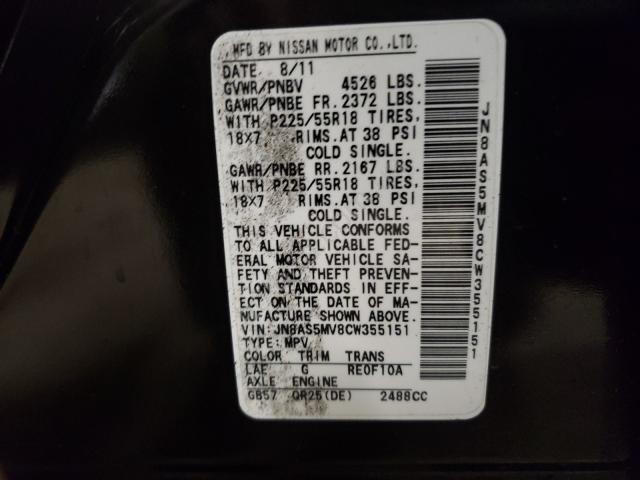 MFD BY NISSAN MOTOR CO.,LTD.
DATE 8/11
GVWR/PNBV 4526 LBS.
GAWR/PNBE FR.2372 LBS.
WITH P225/55R18 TIRES,
18X7 RIMS.AT 38 PSI
COLD SINGLE.
GAWR/PNBE RR.2167 LBS.
WITH P225/55R18 TIRES,
18X7 RIMS.AT 38 PSI
COLD SINGLE.
THIS VEHICLE CONFORMS
TO ALL APPLICABLE FED-
ERAL MOTOR VEHICLE SA-
FETY AND THEFT PREVEN-
TION STANDARDS IN EFF-
ECT ON THE DATE OF MA-
NUFACTURE SHOWN ABOVE.
VIN:JN8AS5MV8CW355151
TYPE:MPV
COLOR TRIM TRANS
LAE G RE0F10A
AXLE ENGINE
GB57 QR25(DE) 2488CC
JN8AS5MV8CW355151